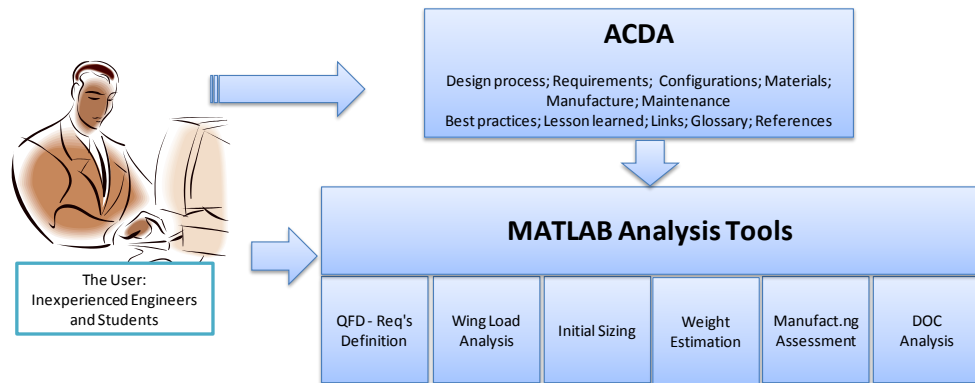 ACDA
Design process; Requirements; Configurations; Materials;
Manufacture; Maintenance
Best practices; Lesson learned; Links; Glossary; References
MATLAB Analysis Tools
The User:
Inexperienced Engineers
and Students
QFD - Req's
Definition
Wing Load
Analysis
Initial Sizing
Weight
Estimation
Manufact.ng
Assessment
DOC
Analysis